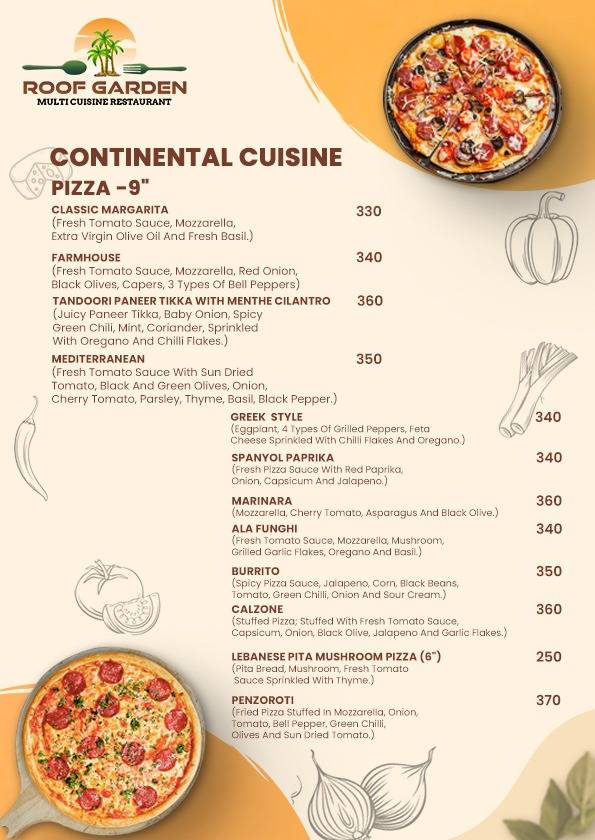 ROOF GARDEN
MULTI CUISINE RESTAURANT
CONTINENTAL CUISINE
PIZZA -9"
CLASSIC MARGARITA 330
(Fresh Tomato Sauce, Mozzarella,
Extra Virgin Olive Oil And Fresh Basil.)
FARMHOUSE 340
(Fresh Tomato Sauce, Mozzarella, Red Onion,
Black Olives, Capers, 3 Types Of Bell Peppers)
TANDOORI PANEER TIKKA WITH MENTHE CILANTRO 360
(Juicy Paneer Tikka, Baby Onion, Spicy
Green Chili, Mint, Coriander, Sprinkled
With Oregano And Chilli Flakes.)
MEDITERRANEAN 350
(Fresh Tomato Sauce With Sun Dried
Tomato, Black And Green Olives, Onion,
Cherry Tomato, Parsley, Thyme, Basil, Black Pepper.)
GREEK STYLE 340
(Eggplant, 4 Types Of Grilled Peppers, Feta
Cheese Sprinkled With Chilli Flakes And Oregano.)
SPANYOL PAPRIKA 340
(Fresh Pizza Sauce With Red Paprika,
Onion, Capsicum And Jalapeno.)
MARINARA 360
(Mozzarella, Cherry Tomato, Asparagus And Black Olive.)
ALA FUNGHI 340
(Fresh Tomato Sauce, Mozzarella, Mushroom,
Grilled Garlic Flakes, Oregano And Basil.)
BURRITO 350
(Spicy Pizza Sauce, Jalapeno, Corn, Black Beans,
Tomato, Green Chilli, Onion And Sour Cream.)
CALZONE 360
(Stuffed Pizza; Stuffed With Fresh Tomato Sauce,
Capsicum, Onion, Black Olive, Jalapeno And Garlic Flakes.)
LEBANESE PITA MUSHROOM PIZZA (6") 250
(Pita Bread, Mushroom, Fresh Tomato
Sauce Sprinkled With Thyme.)
PENZOROTI 370
(Fried Pizza Stuffed In Mozzarella, Onion,
Tomato, Bell Pepper, Green Chilli,
Olives And Sun Dried Tomato.)